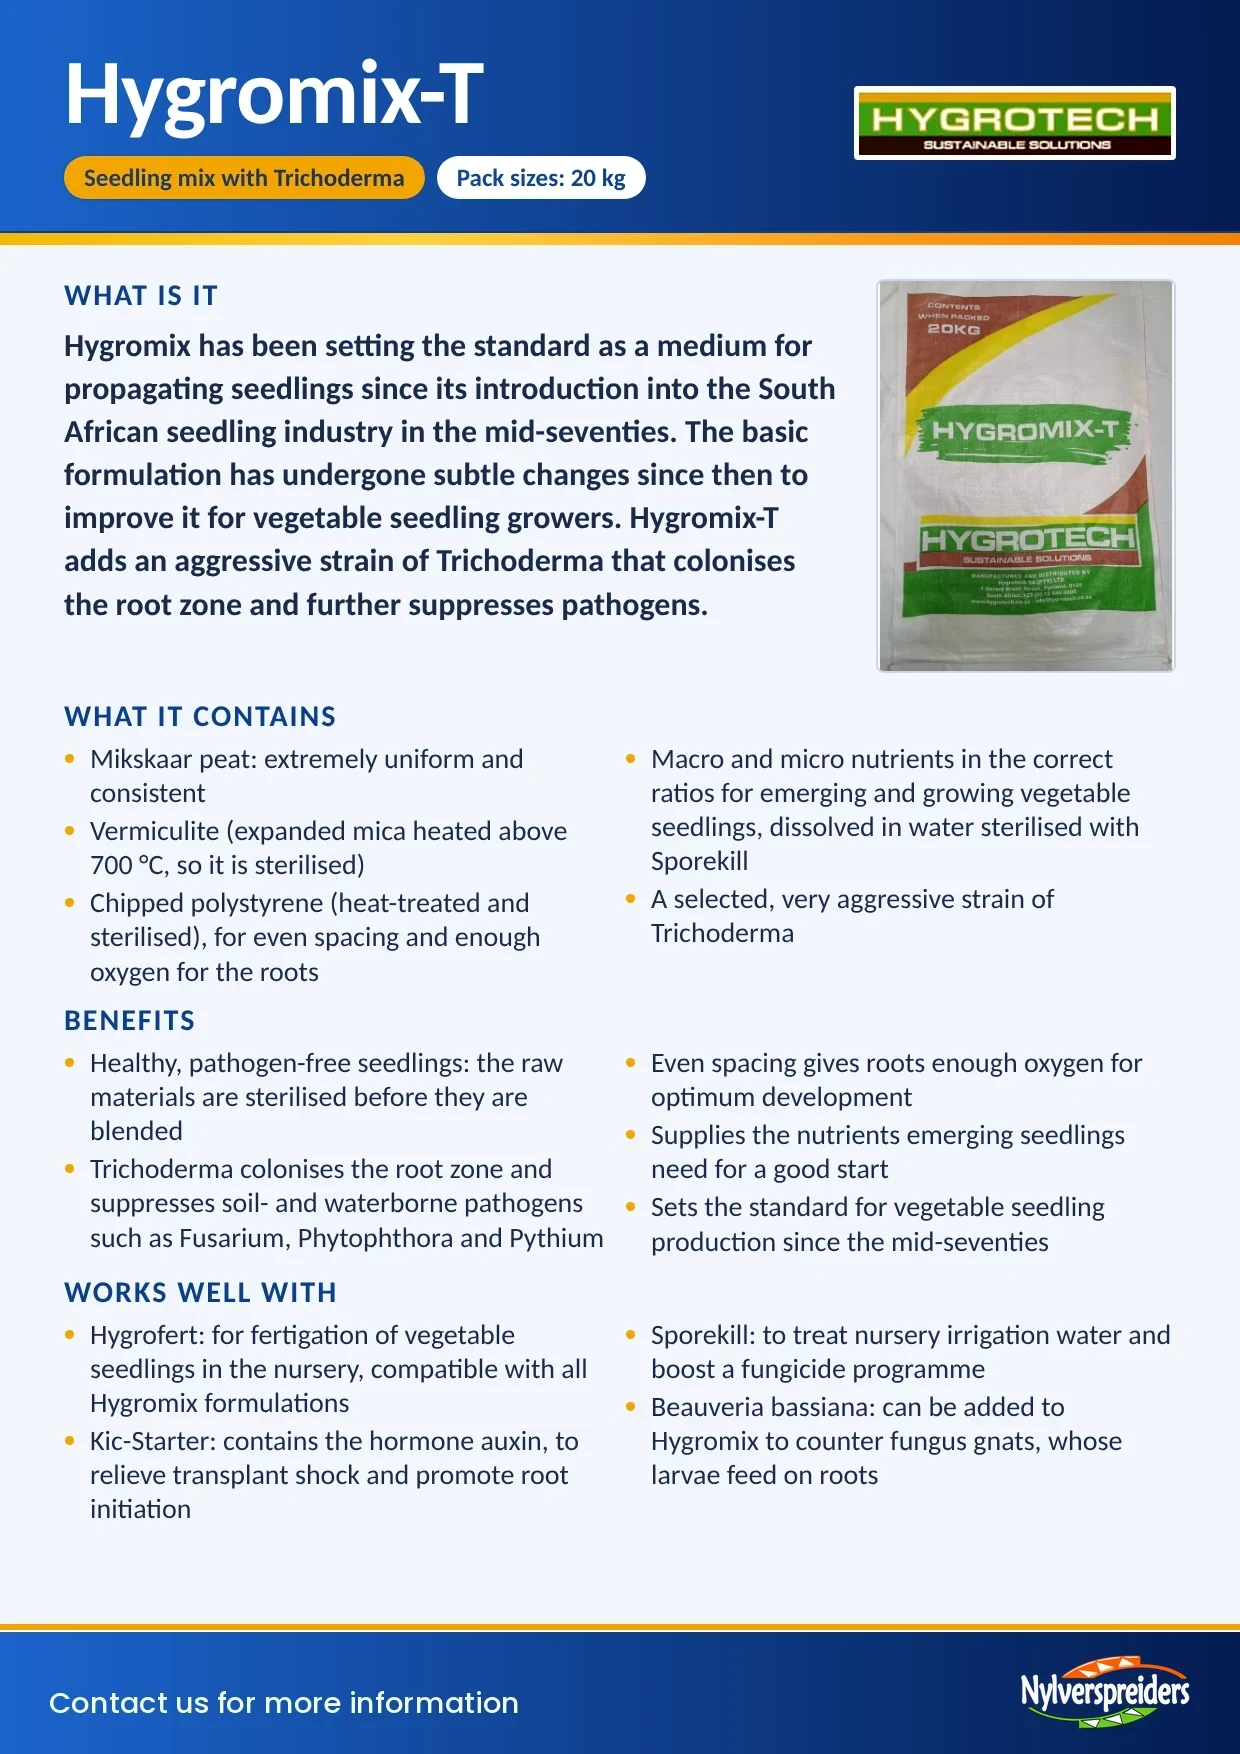 Hygromix-T
HYGROTECH
SUSTAINABLE SOLUTIONS
Seedling mix with Trichoderma
Pack sizes: 20 kg
WHAT IS IT
Hygromix has been setting the standard as a medium for
propagating seedlings since its introduction into the South
African seedling industry in the mid-seventies. The basic
formulation has undergone subtle changes since then to
improve it for vegetable seedling growers. Hygromix-T
adds an aggressive strain of Trichoderma that colonises
the root zone and further suppresses pathogens.
CONTENTS
WHEN PACKED
20KG
HYGROMIX-T
HYGROTECH
SUSTAINABLE SOLUTIONS
MANUFACTURED AND DISTRIBUTED BY
WHAT IT CONTAINS
• Mikskaar peat: extremely uniform and
consistent
• Vermiculite (expanded mica heated above
700 °C, so it is sterilised)
• Chipped polystyrene (heat-treated and
sterilised), for even spacing and enough
oxygen for the roots
• Macro and micro nutrients in the correct
ratios for emerging and growing vegetable
seedlings, dissolved in water sterilised with
Sporekill
• A selected, very aggressive strain of
Trichoderma
BENEFITS
• Healthy, pathogen-free seedlings: the raw
materials are sterilised before they are
blended
• Trichoderma colonises the root zone and
suppresses soil- and waterborne pathogens
such as Fusarium, Phytophthora and Pythium
• Even spacing gives roots enough oxygen for
optimum development
• Supplies the nutrients emerging seedlings
need for a good start
• Sets the standard for vegetable seedling
production since the mid-seventies
WORKS WELL WITH
• Hygrofert: for fertigation of vegetable
seedlings in the nursery, compatible with all
Hygromix formulations
• Kic-Starter: contains the hormone auxin, to
relieve transplant shock and promote root
initiation
• Sporekill: to treat nursery irrigation water and
boost a fungicide programme
• Beauveria bassiana: can be added to
Hygromix to counter fungus gnats, whose
larvae feed on roots
Contact us for more information
Nylverspreiders